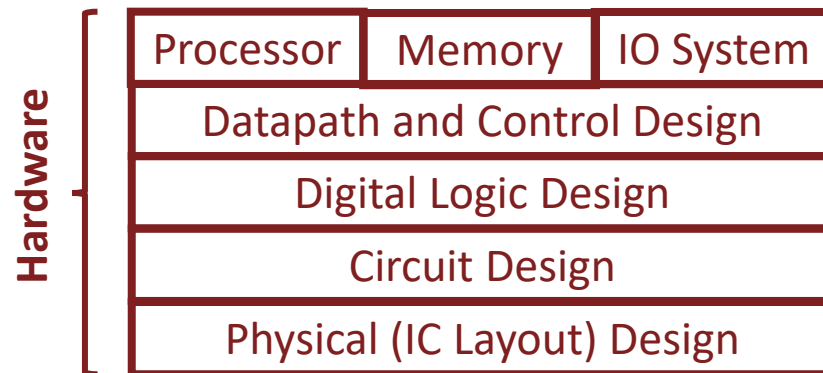 Hardware
Processor Memory IO System
Datapath and Control Design
Digital Logic Design
Circuit Design
Physical (IC Layout) Design